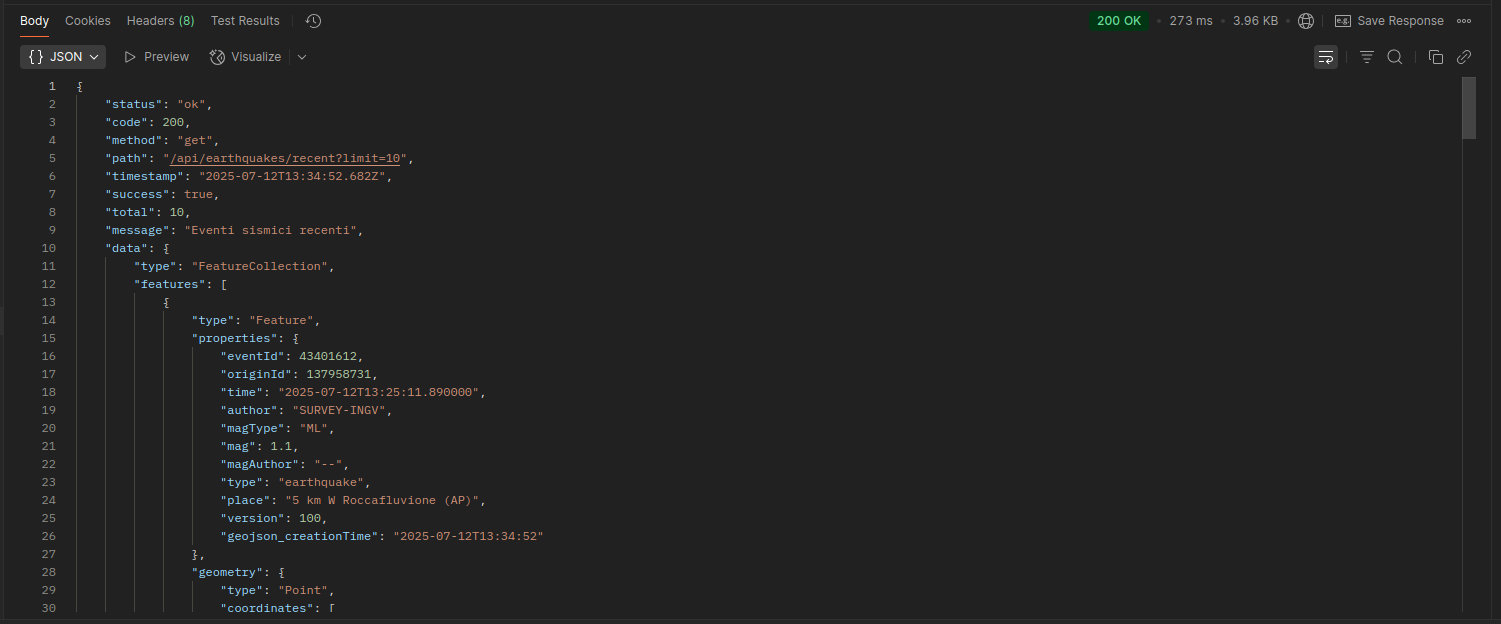 Body Cookies Headers (8) Test Results 200 OK • 273 ms • 3.96 KB • e.g. Save Response
{} JSON Preview Visualize
1 {
2 "status": "ok",
3 "code": 200,
4 "method": "get",
5 "path": "/api/earthquakes/recent?limit=10",
6 "timestamp": "2025-07-12T13:34:52.682Z",
7 "success": true,
8 "total": 10,
9 "message": "Eventi sismici recenti",
10 "data": {
11 "type": "FeatureCollection",
12 "features": [
13 {
14 "type": "Feature",
15 "properties": {
16 "eventId": 43401612,
17 "originId": 137958731,
18 "time": "2025-07-12T13:25:11.890000",
19 "author": "SURVEY-INGV",
20 "magType": "ML",
21 "mag": 1.1,
22 "magAuthor": "--",
23 "type": "earthquake",
24 "place": "5 km W Roccafluvione (AP)",
25 "version": 100,
26 "geojson_creationTime": "2025-07-12T13:34:52"
27 },
28 "geometry": {
29 "type": "Point",
30 "coordinates": [